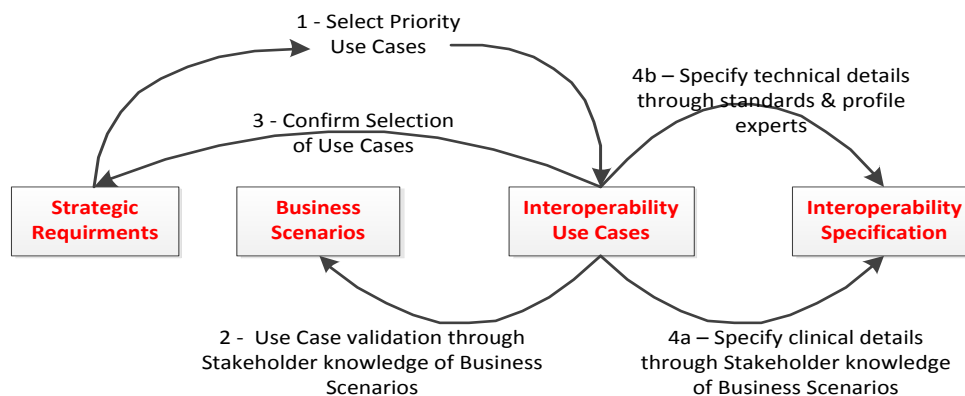 1 - Select Priority
Use Cases
4b – Specify technical details
through standards & profile
experts
3 - Confirm Selection
of Use Cases
Strategic
Requirments
Business
Scenarios
Interoperability
Use Cases
Interoperability
Specification
2 -  Use Case validation through
Stakeholder knowledge of Business
Scenarios
4a – Specify clinical details
through Stakeholder knowledge
of Business Scenarios